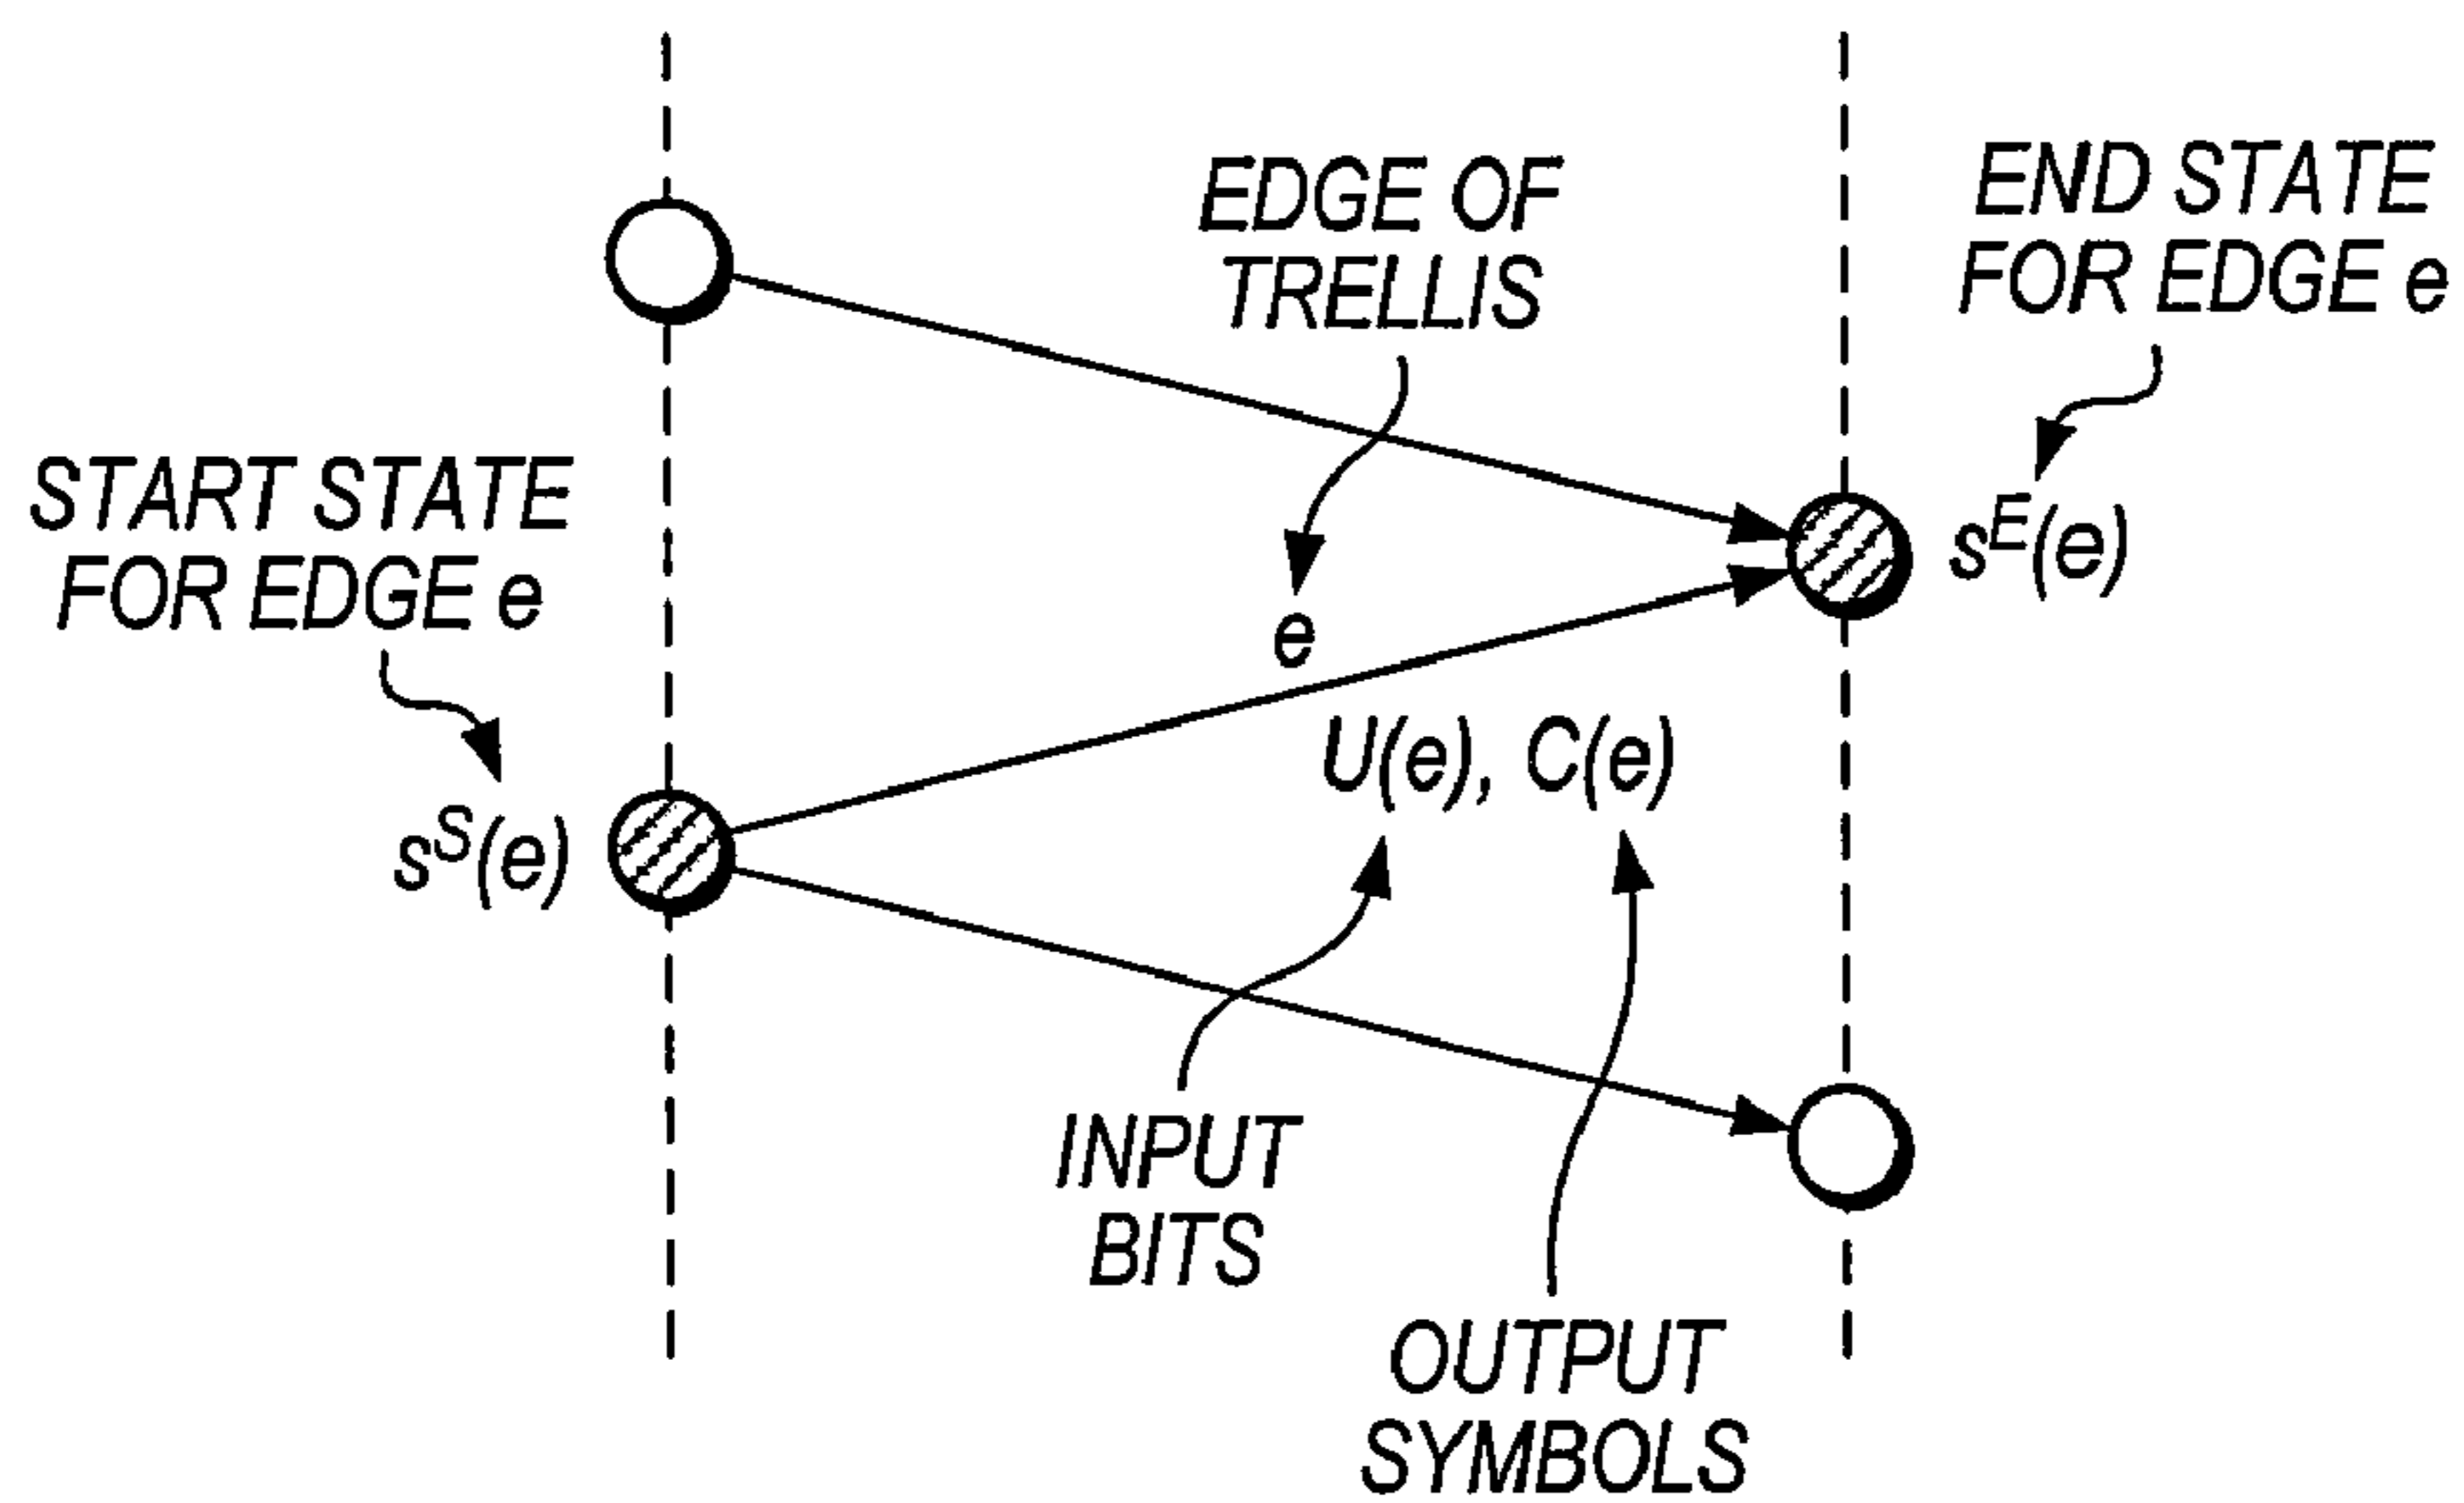 EDGE OF
TRELLIS
END STATE
FOR EDGE e
START STATE
FOR EDGE e
s^E(e)
e
U(e), C(e)
s^S(e)
INPUT
BITS
OUTPUT
SYMBOLS